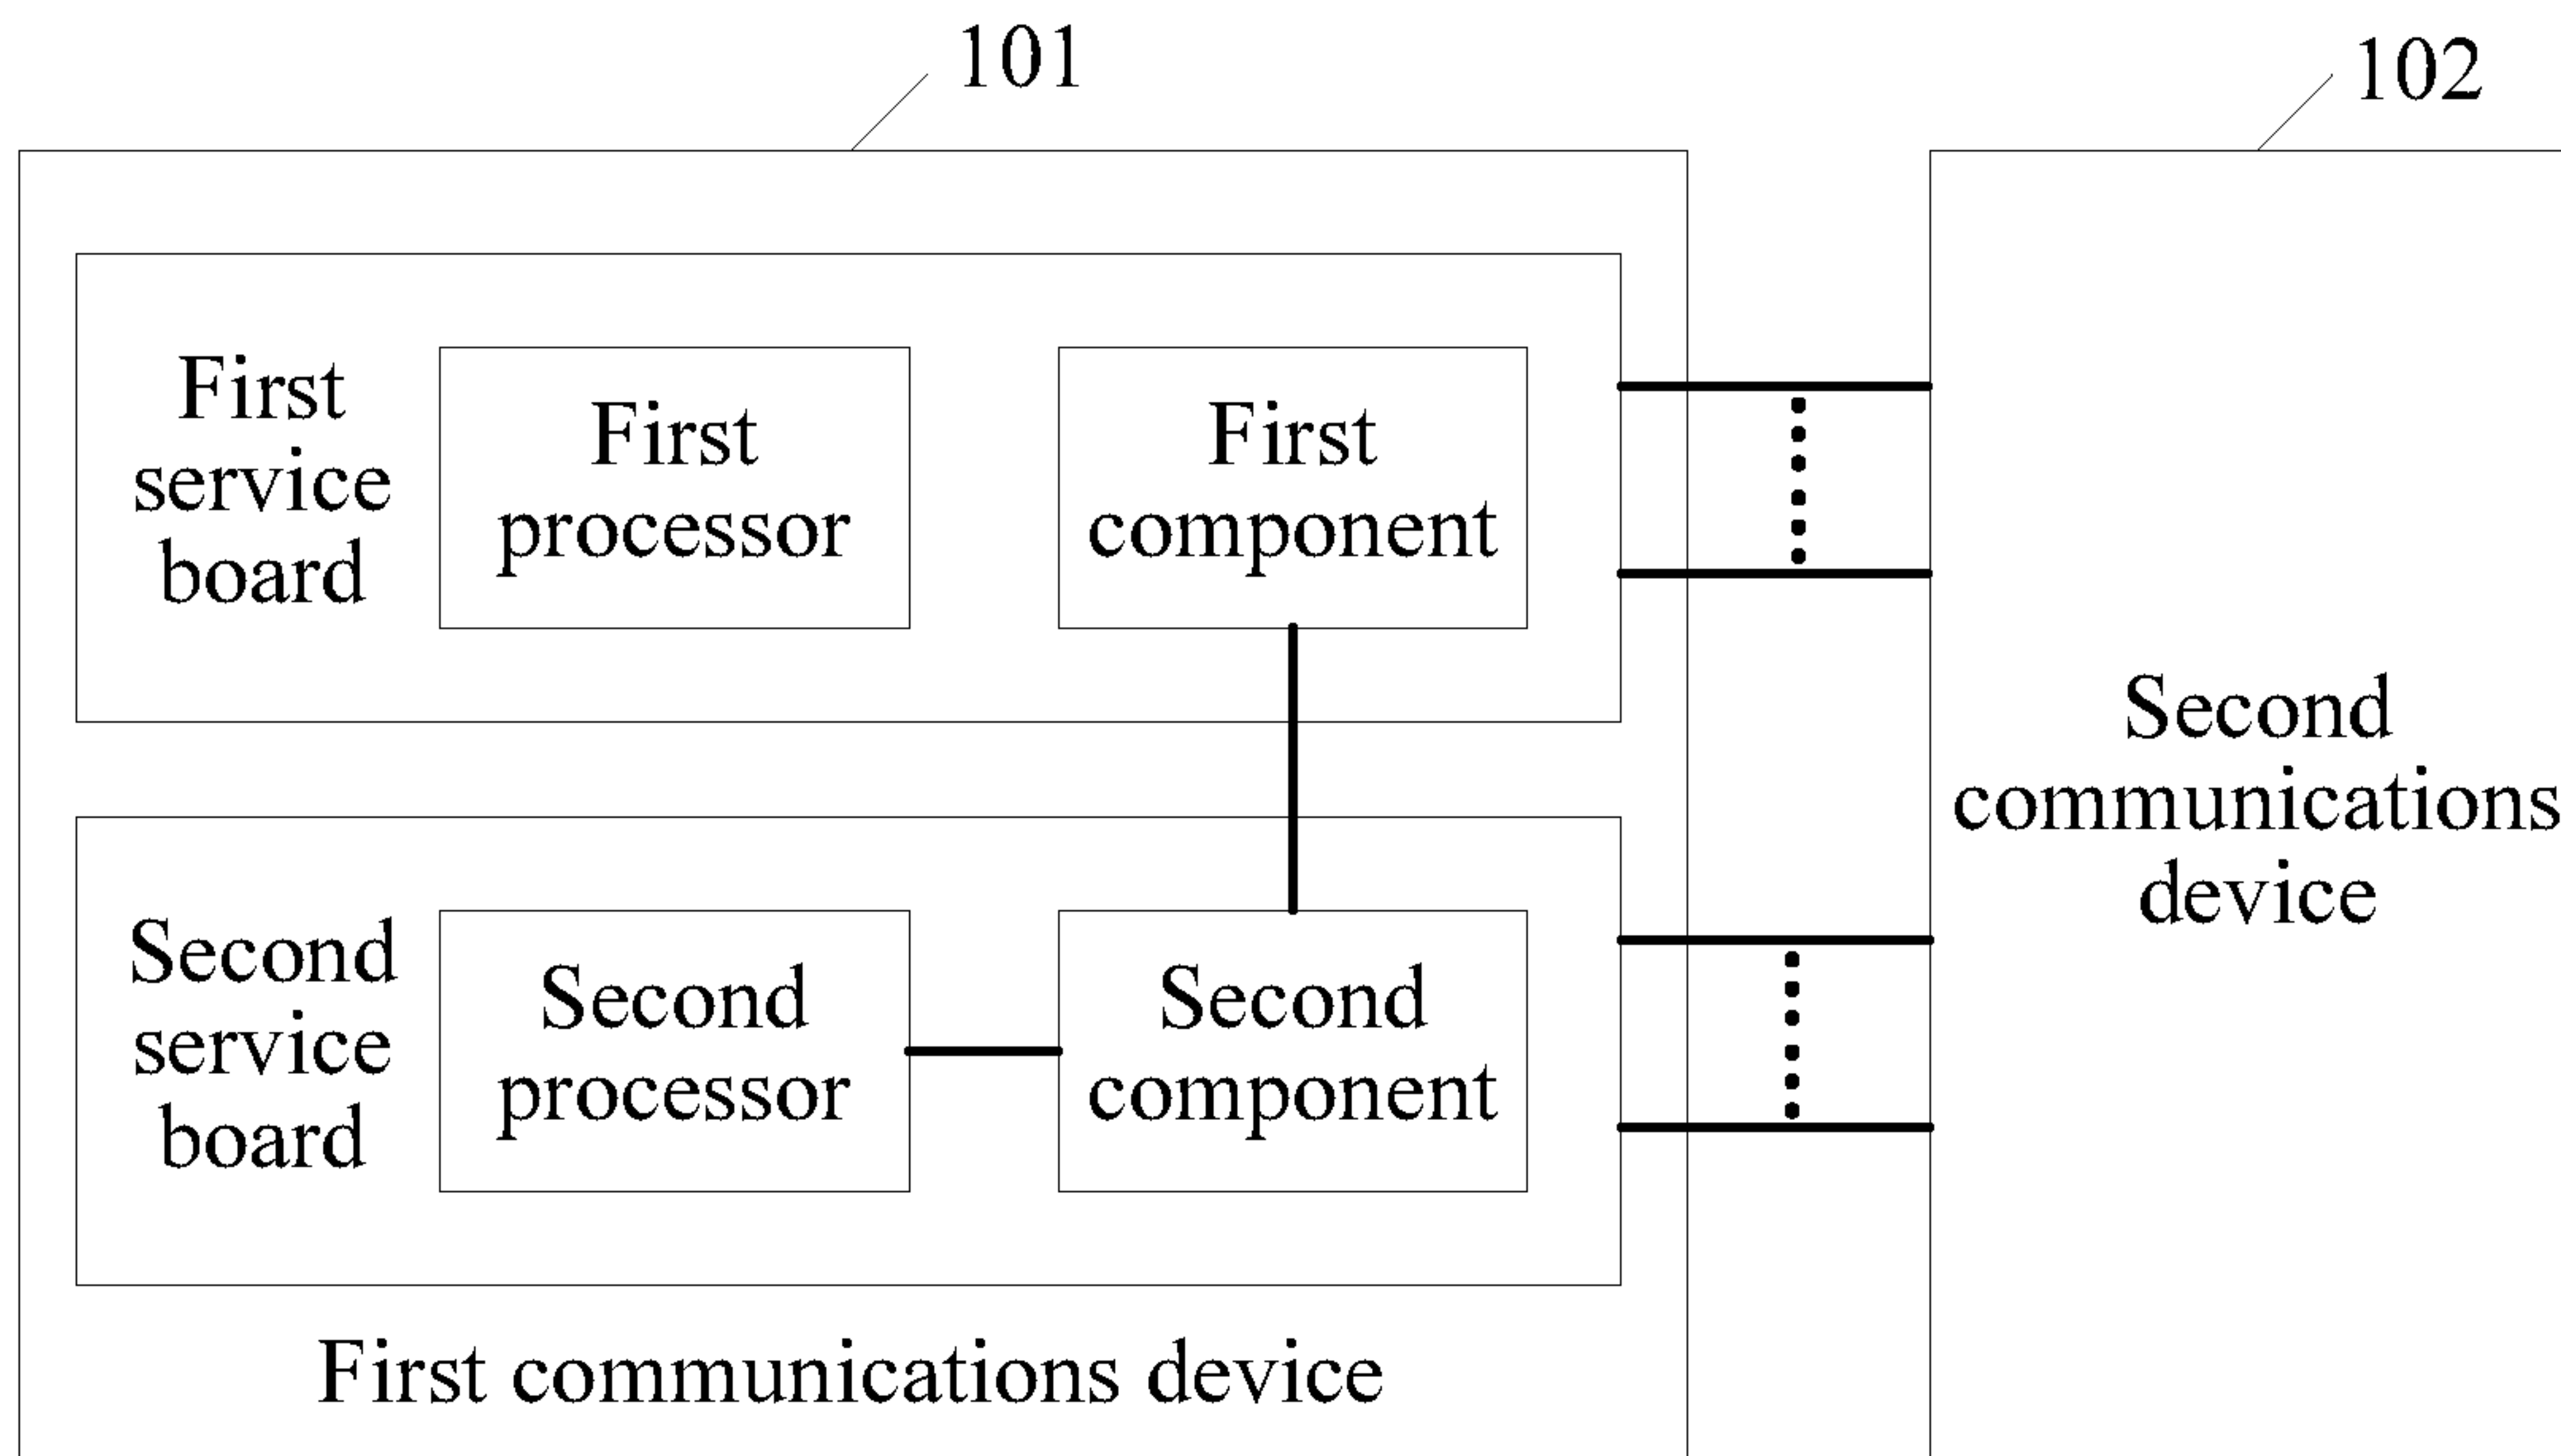 101
102
First
service
board
First
processor
First
component
Second
communications
device
Second
service
board
Second
processor
Second
component
First communications device